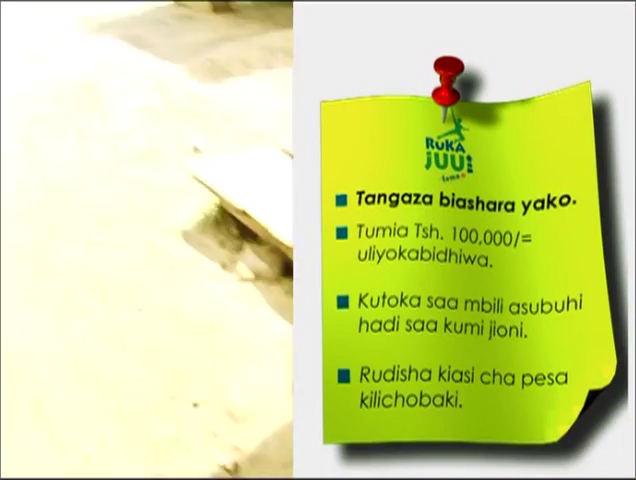 RUKA
JUU!
Tangaza biashara yako.
Tumia Tsh. 100,000/=
uliyokabidhiwa.
Kutoka saa mbili asubuhi
hadi saa kumi jioni.
Rudisha kiasi cha pesa
kilichobaki.